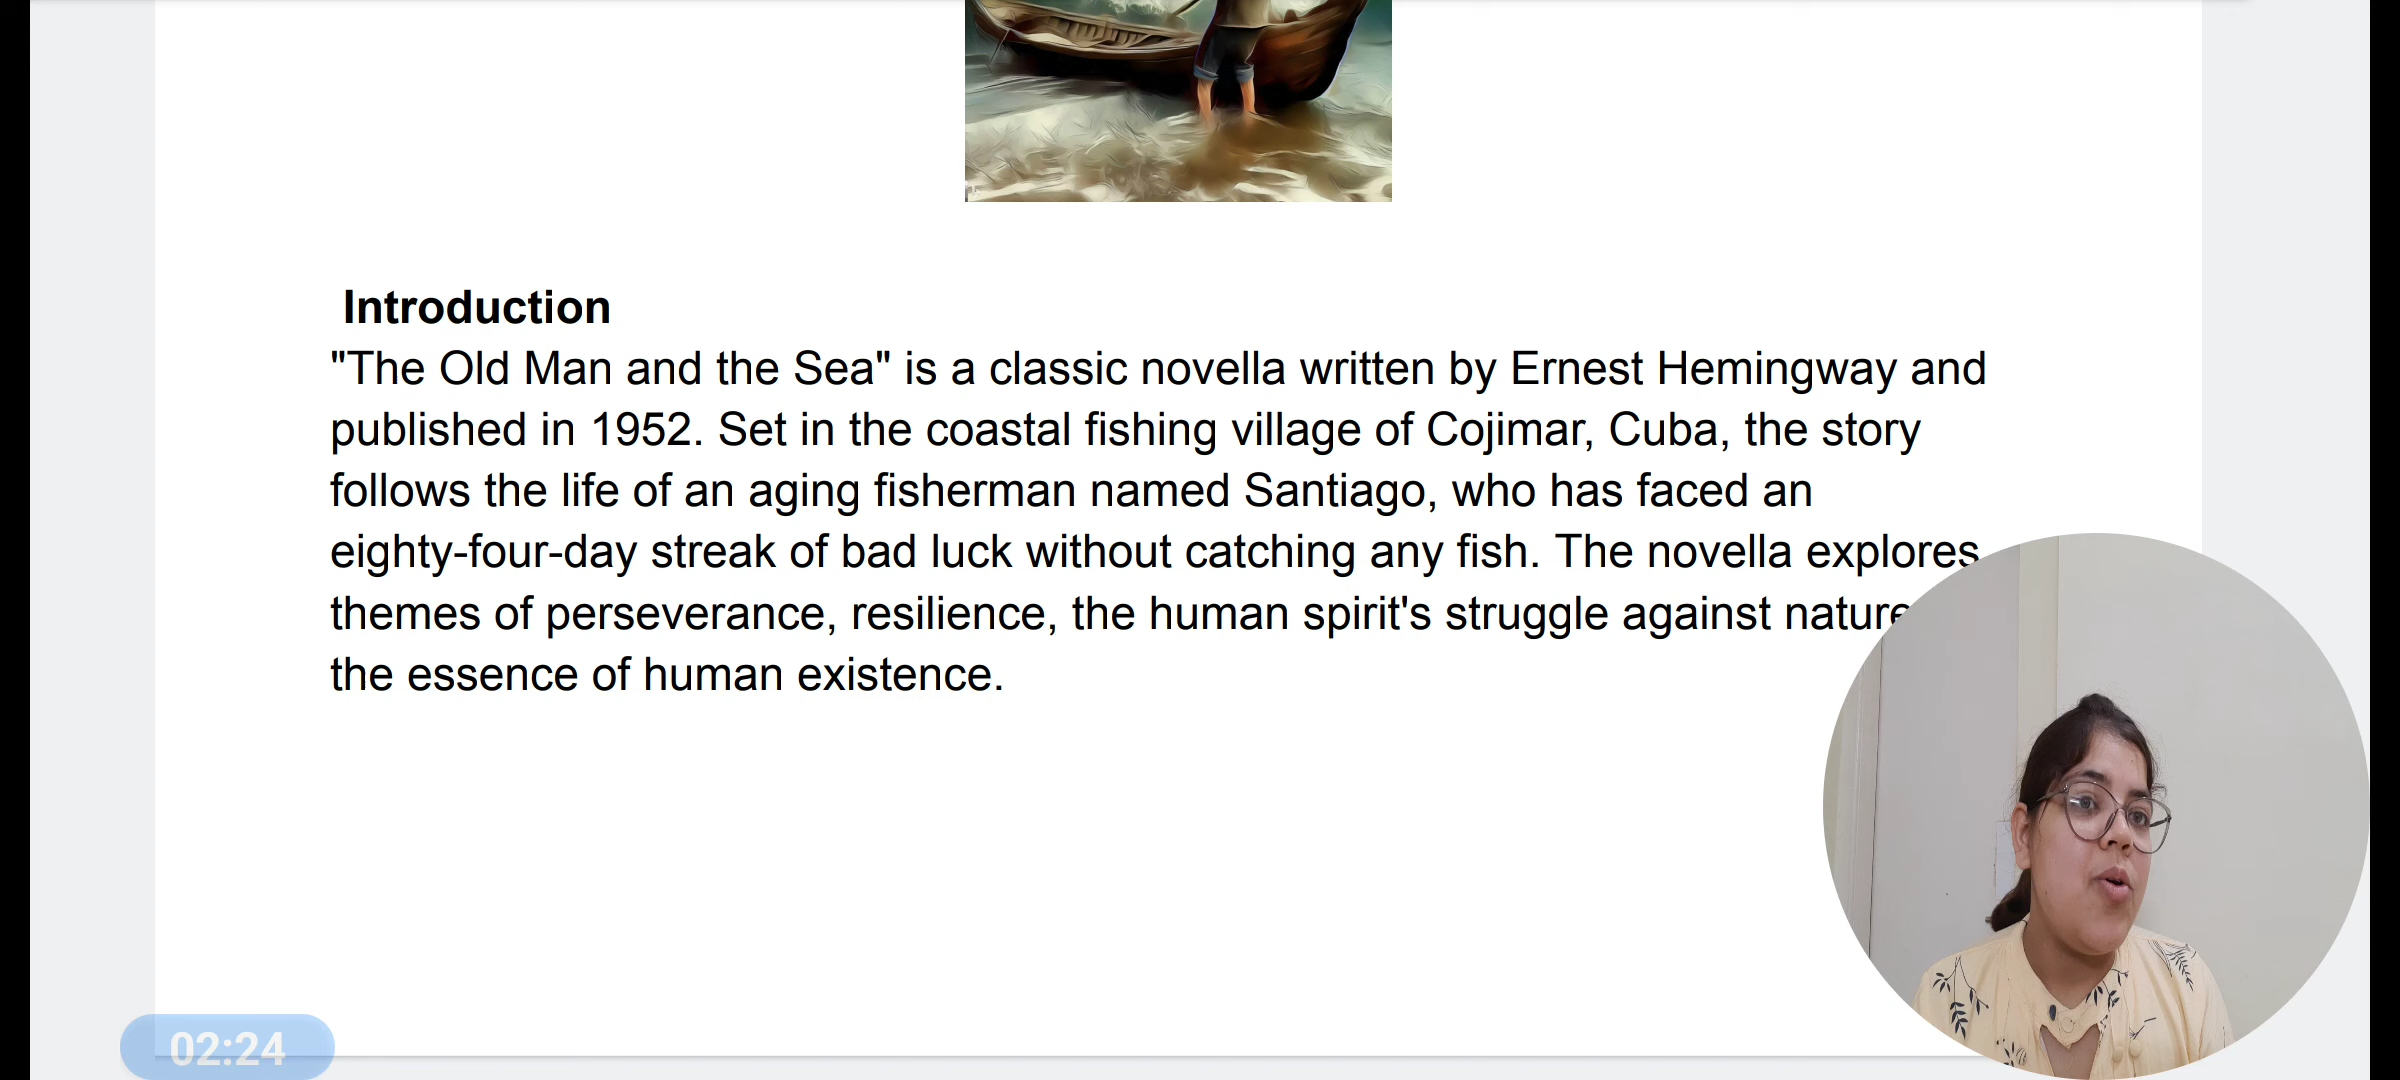 Introduction
"The Old Man and the Sea" is a classic novella written by Ernest Hemingway and
published in 1952. Set in the coastal fishing village of Cojimar, Cuba, the story
follows the life of an aging fisherman named Santiago, who has faced an
eighty-four-day streak of bad luck without catching any fish. The novella explores
themes of perseverance, resilience, the human spirit's struggle against nature
the essence of human existence.
02:24